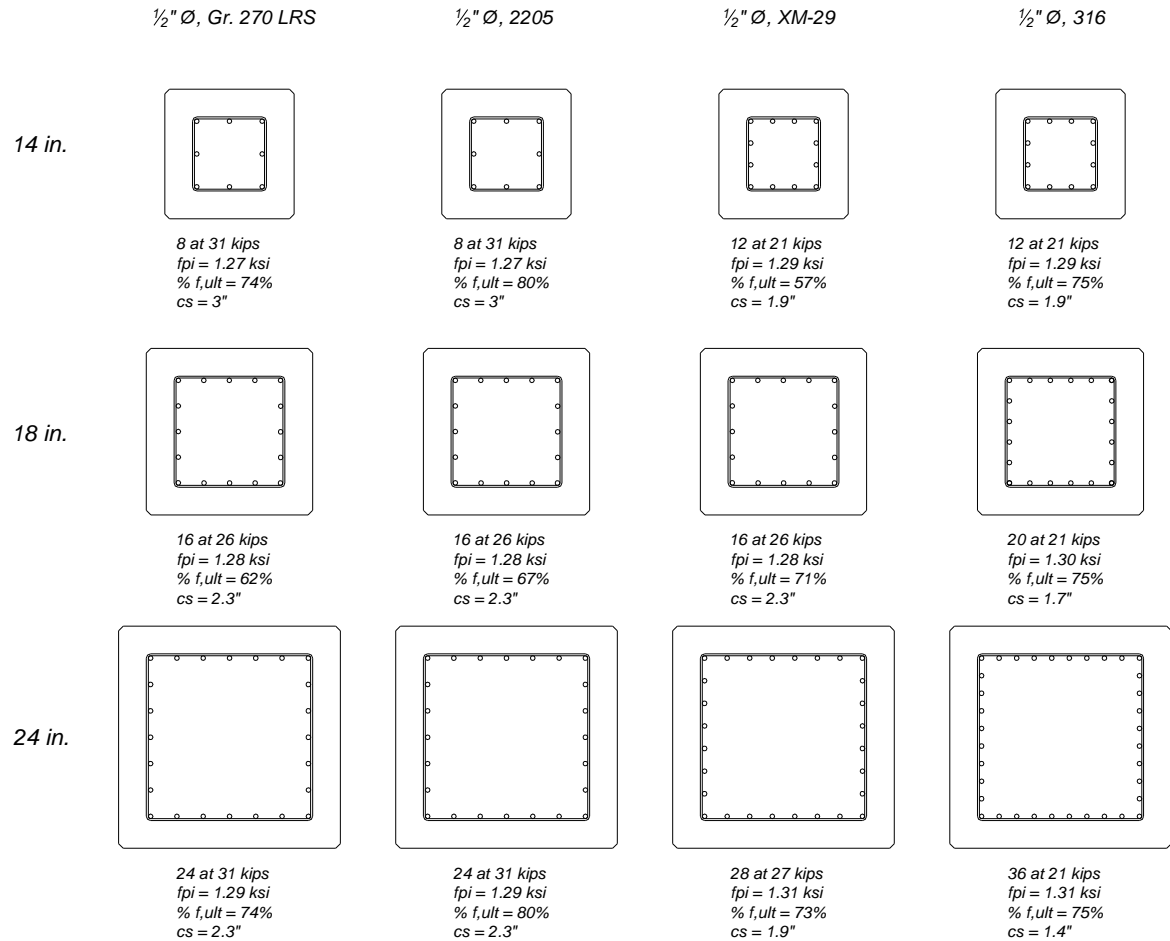 ½" Ø, Gr. 270 LRS
½" Ø, 2205
½" Ø, XM-29
½" Ø, 316
14 in.
8 at 31 kips
fpi = 1.27 ksi
% f,ult = 74%
cs = 3"
8 at 31 kips
fpi = 1.27 ksi
% f,ult = 80%
cs = 3"
12 at 21 kips
fpi = 1.29 ksi
% f,ult = 57%
cs = 1.9"
12 at 21 kips
fpi = 1.29 ksi
% f,ult = 75%
cs = 1.9"
18 in.
16 at 26 kips
fpi = 1.28 ksi
% f,ult = 62%
cs = 2.3"
16 at 26 kips
fpi = 1.28 ksi
% f,ult = 67%
cs = 2.3"
16 at 26 kips
fpi = 1.28 ksi
% f,ult = 71%
cs = 2.3"
20 at 21 kips
fpi = 1.30 ksi
% f,ult = 75%
cs = 1.7"
24 in.
24 at 31 kips
fpi = 1.29 ksi
% f,ult = 74%
cs = 2.3"
24 at 31 kips
fpi = 1.29 ksi
% f,ult = 80%
cs = 2.3"
28 at 27 kips
fpi = 1.31 ksi
% f,ult = 73%
cs = 1.9"
36 at 21 kips
fpi = 1.31 ksi
% f,ult = 75%
cs = 1.4"